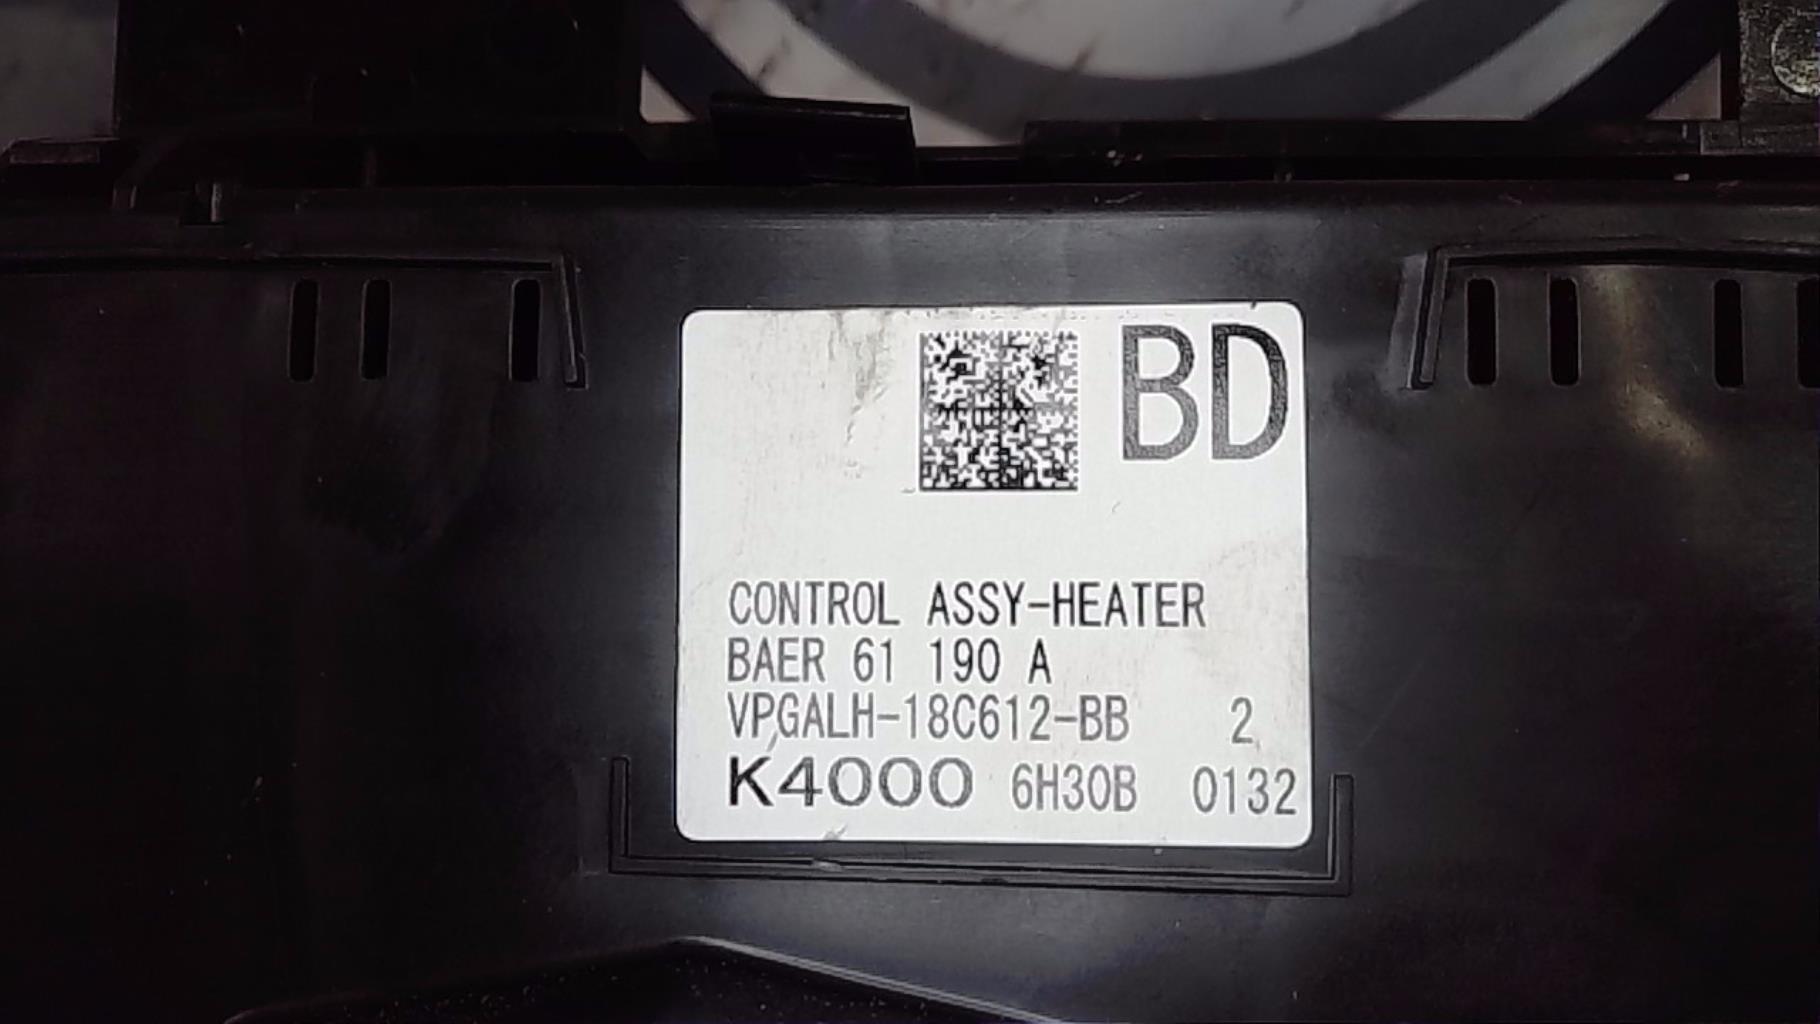 BD
CONTROL ASSY-HEATER
BAER 61 190 A
VPGALH-18C612-BB 2
K4000 6H30B 0132